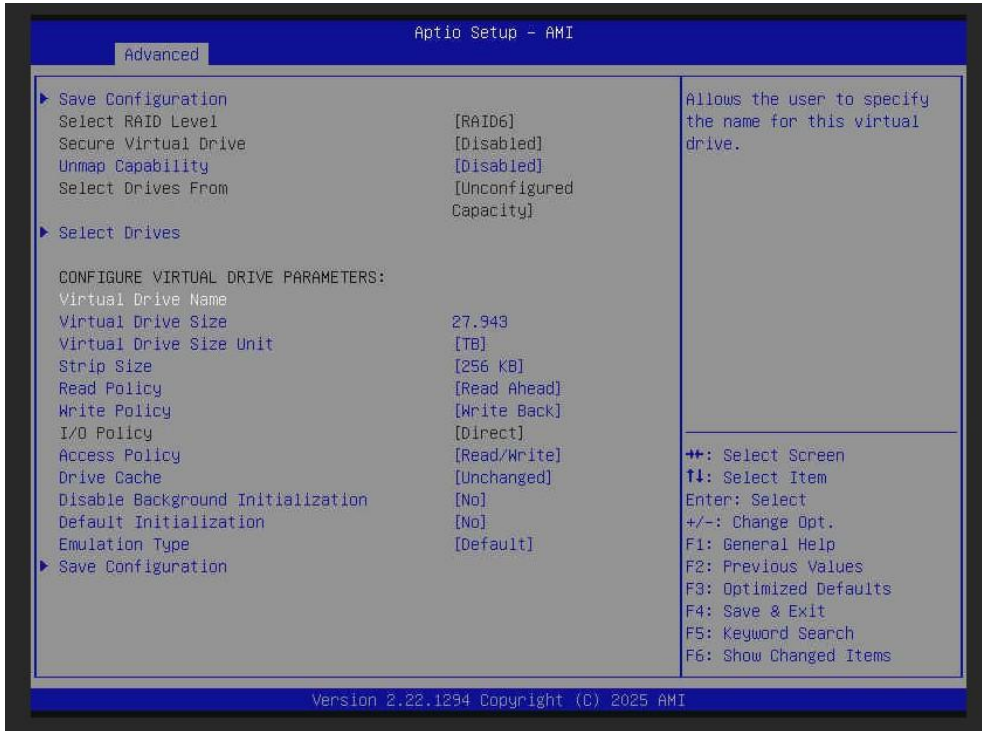 Aptio Setup – AMI
Advanced
Save Configuration
Select RAID Level [RAID6]
Secure Virtual Drive [Disabled]
Unmap Capability [Disabled]
Select Drives From [Unconfigured
Capacity]
Select Drives
CONFIGURE VIRTUAL DRIVE PARAMETERS:
Virtual Drive Name
Virtual Drive Size 27.943
Virtual Drive Size Unit [TB]
Strip Size [256 KB]
Read Policy [Read Ahead]
Write Policy [Write Back]
I/O Policy [Direct]
Access Policy [Read/Write]
Drive Cache [Unchanged]
Disable Background Initialization [No]
Default Initialization [No]
Emulation Type [Default]
Save Configuration
Allows the user to specify
the name for this virtual
drive.
→←: Select Screen
↑↓: Select Item
Enter: Select
+/-: Change Opt.
F1: General Help
F2: Previous Values
F3: Optimized Defaults
F4: Save & Exit
F5: Keyword Search
F6: Show Changed Items
Version 2.22.1294 Copyright (C) 2025 AMI